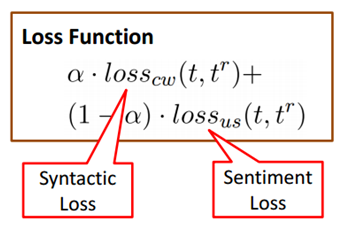 Loss Function
α · loss_cw(t, t^r)+
(1 − α) · loss_us(t, t^r)
Syntactic
Loss
Sentiment
Loss